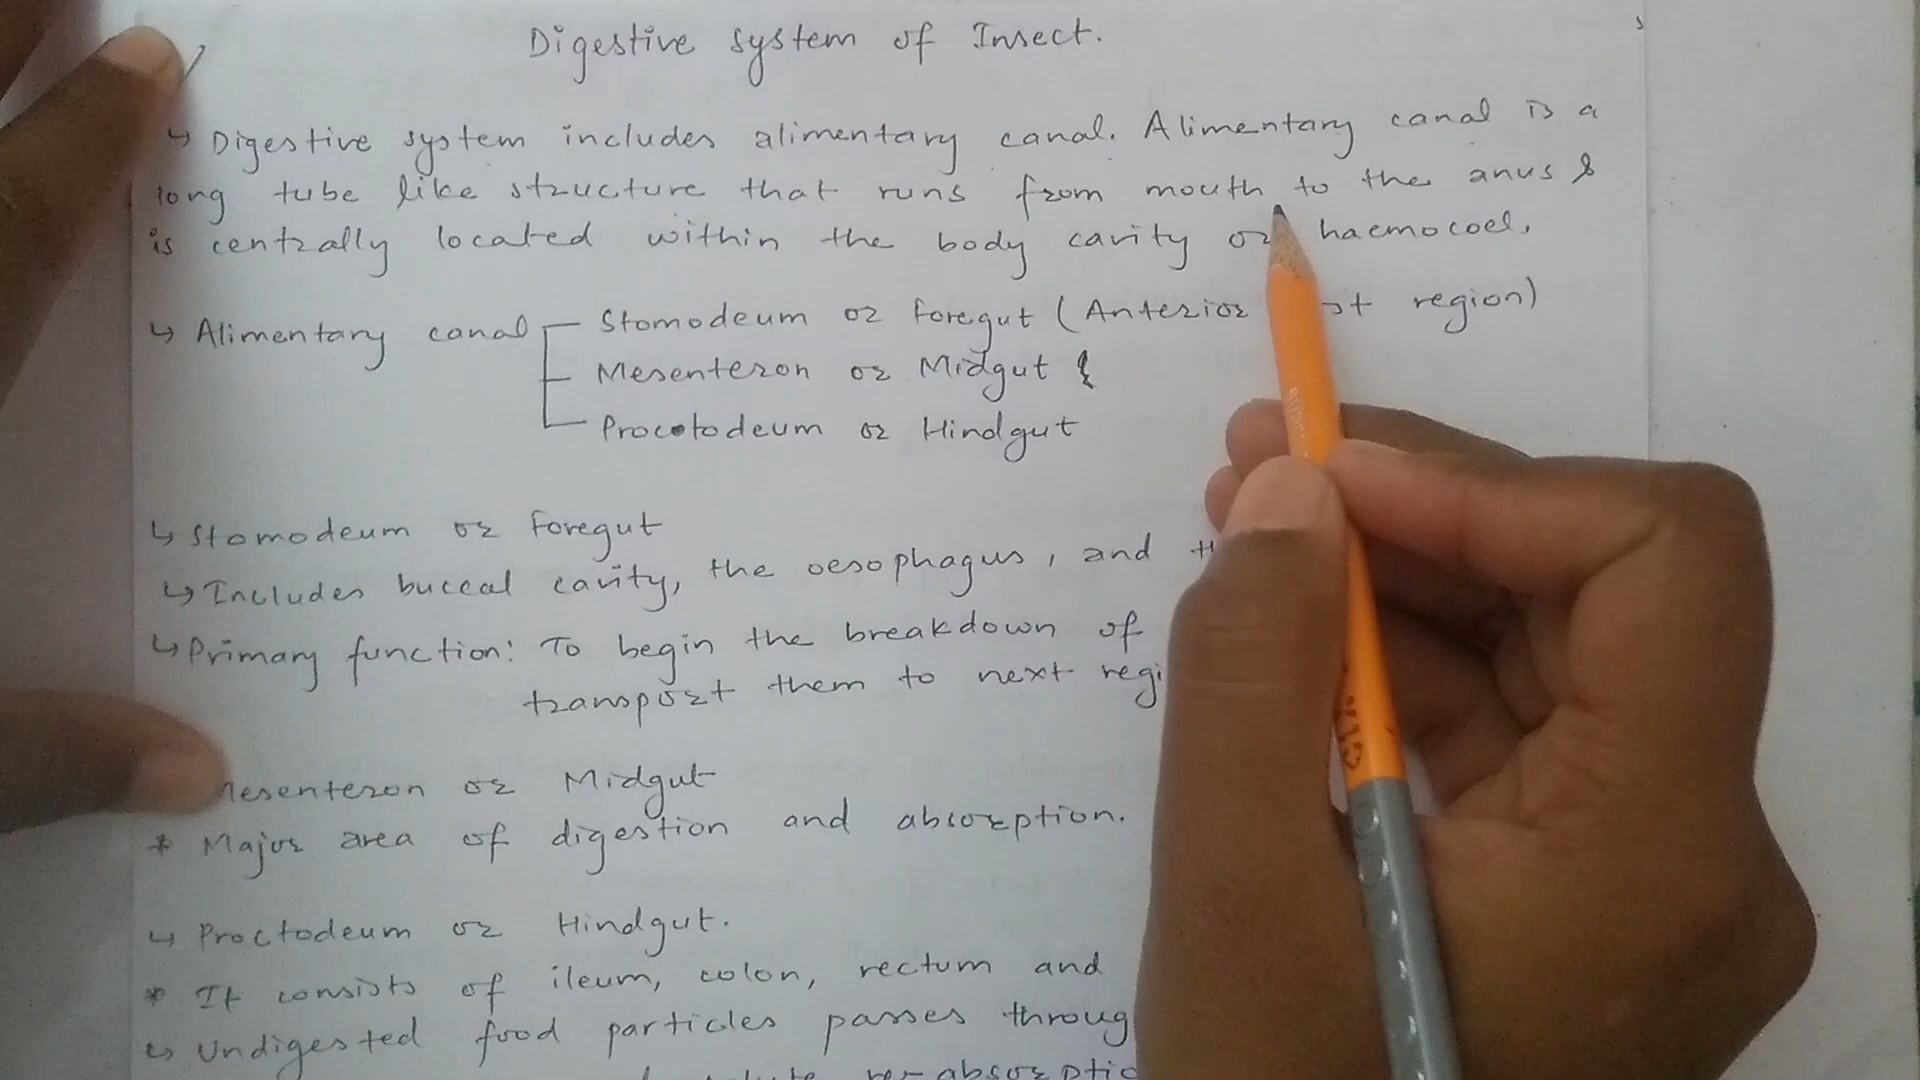 Digestive system of Insect.
↳ Digestive system includes alimentary canal. Alimentary canal is a
long tube like structure that runs from mouth to the anus &
is centrally located within the body cavity or haemocoel.
↳ Alimentary canal
Stomodeum or foregut (Anterior region)
Mesenteron or Midgut &
Proctodeum or Hindgut
↳ Stomodeum or foregut
↳ Includes buccal cavity, the oesophagus, and
↳ Primary function: To begin the breakdown of
transport them to next
or Midgut
* Major area of digestion and absorption.
↳ Proctodeum or Hindgut.
* It consists of ileum, colon, rectum and
↳ Undigested food particles passes